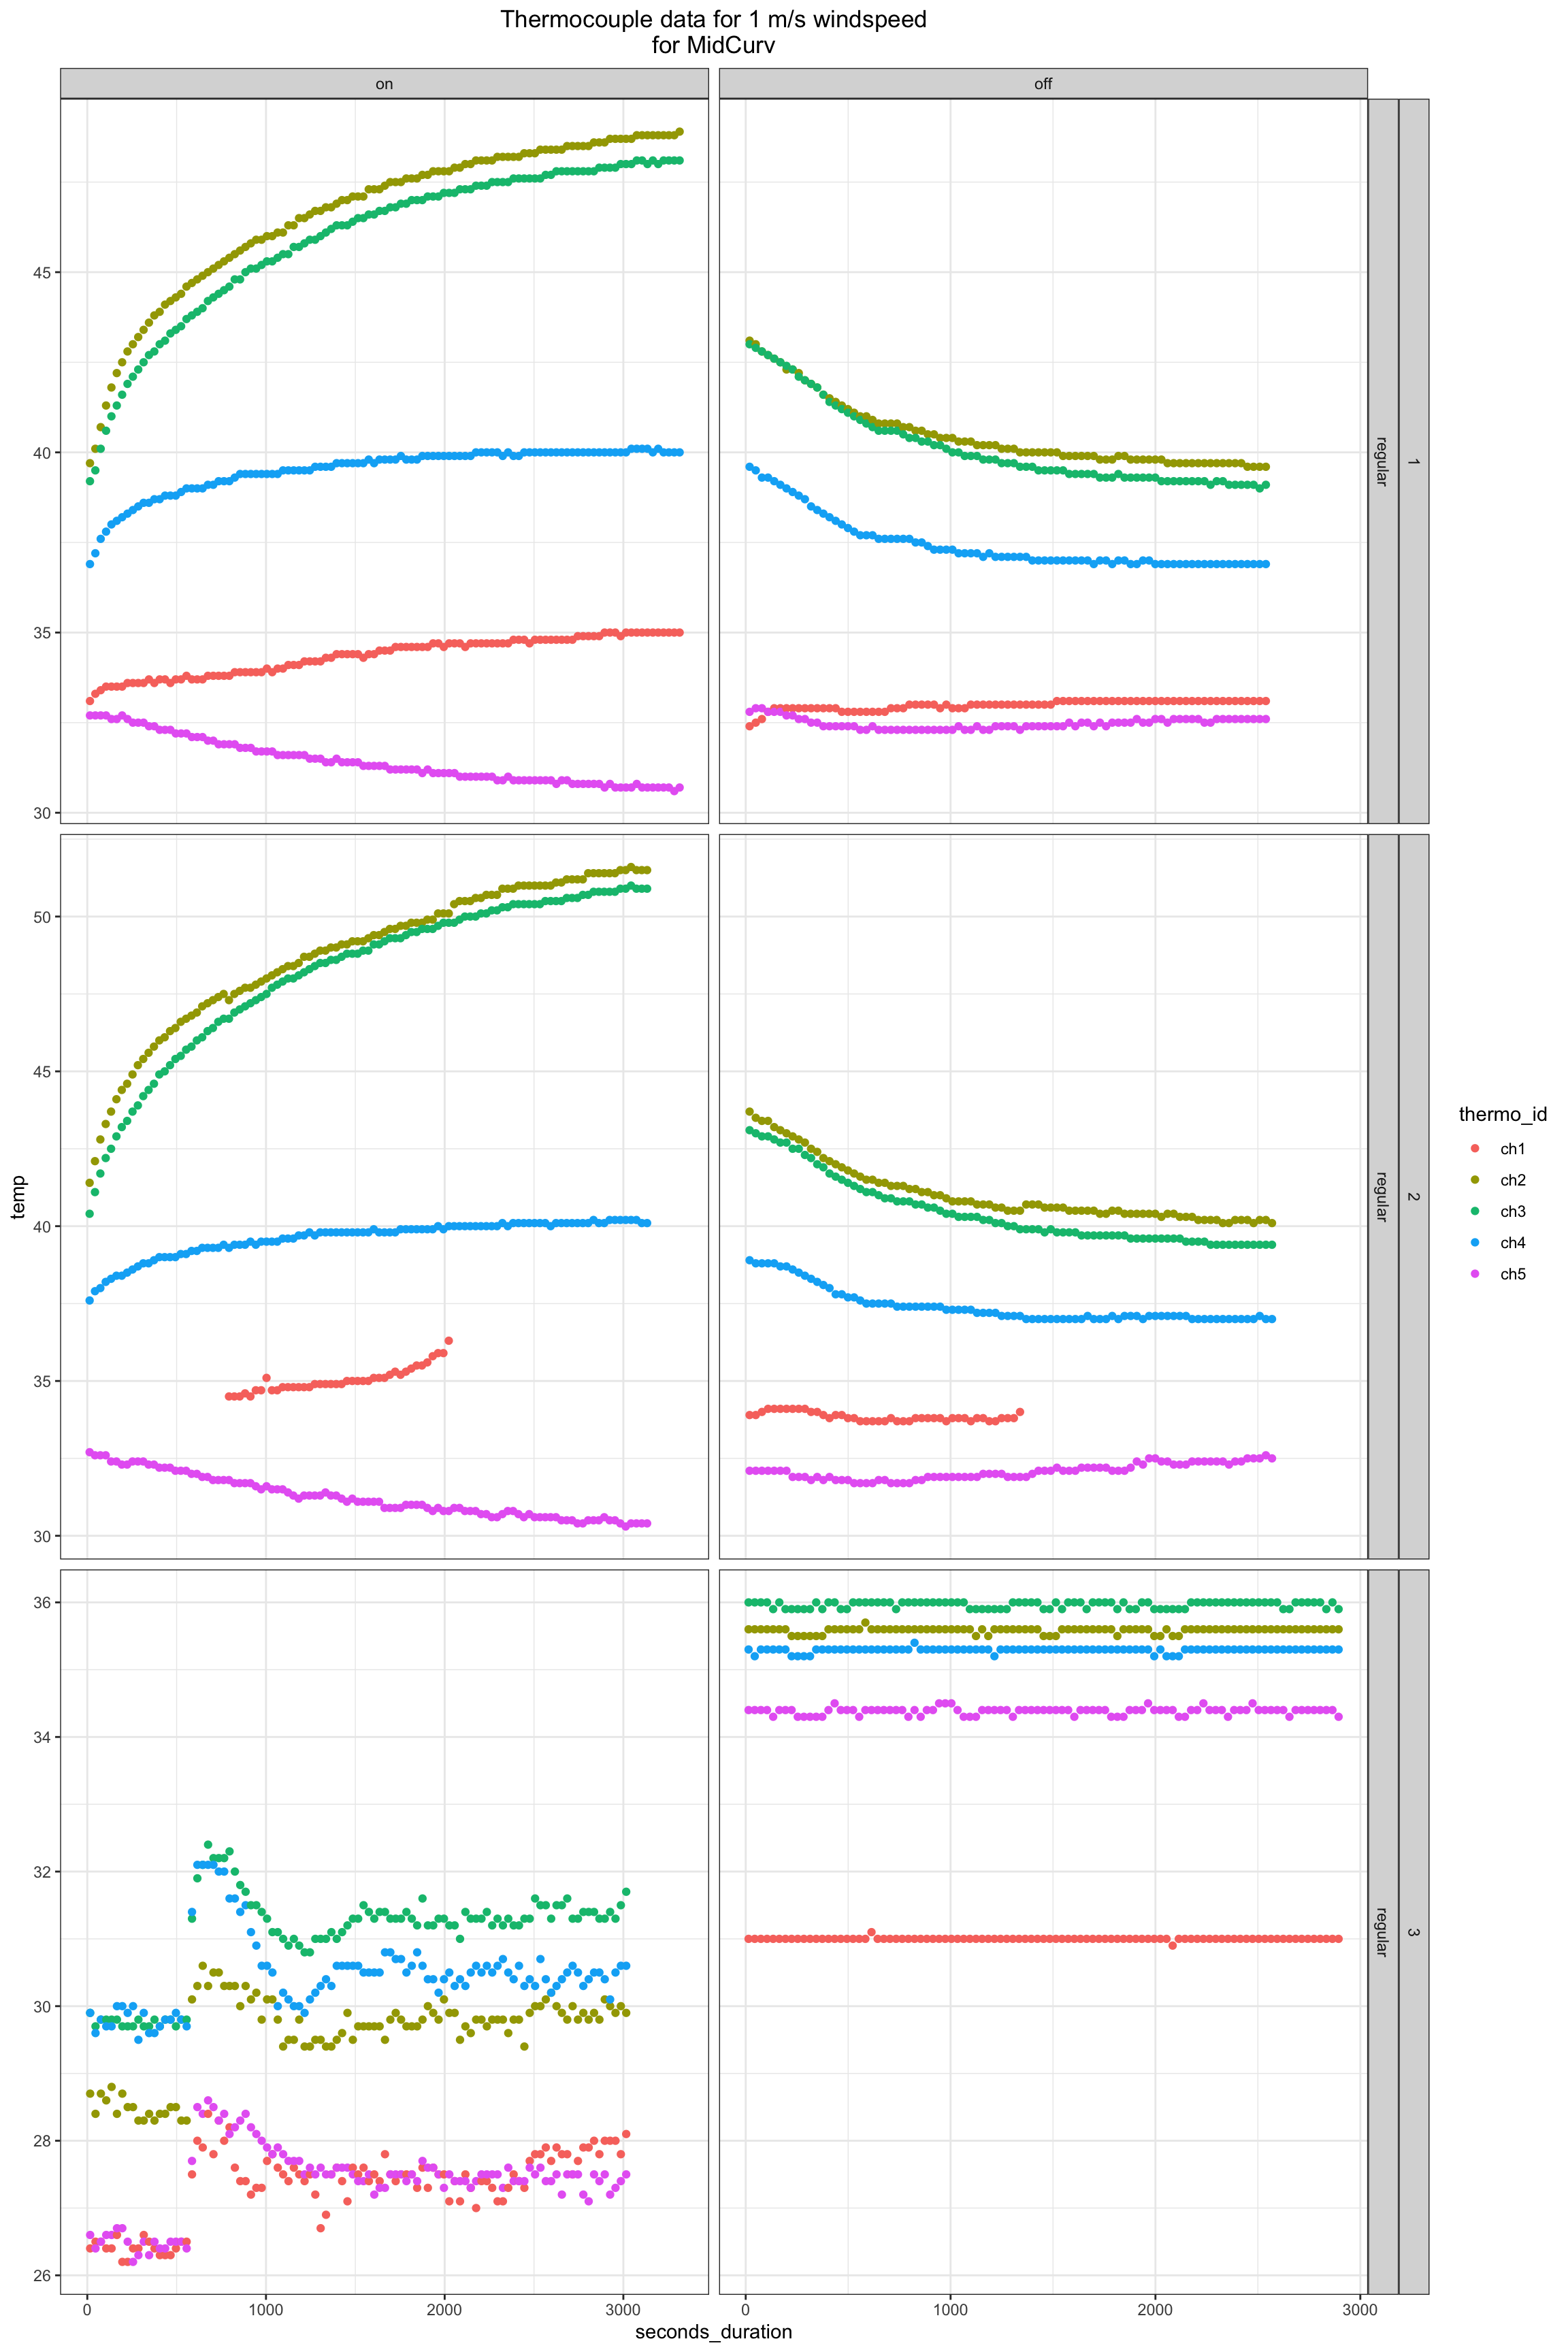 Thermocouple data for 1 m/s windspeed
for MidCurv
on
off
45
40
35
30
regular
1
50
45
40
35
30
regular
2
temp
thermo_id
ch1
ch2
ch3
ch4
ch5
36
34
32
30
28
26
regular
3
0
1000
2000
3000
0
1000
2000
3000
seconds_duration